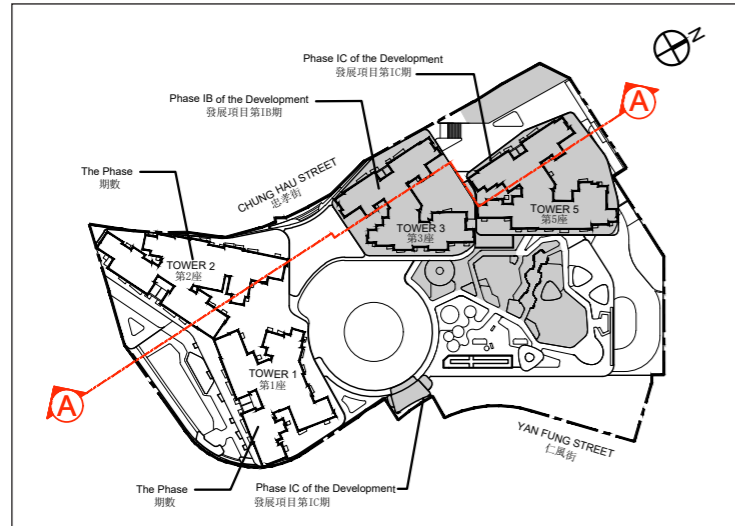 N
Phase IC of the Development
發展項目第IC期
A
Phase IB of the Development
發展項目第IB期
The Phase
期數
CHUNG HAU STREET
忠孝街
TOWER 5
第5座
TOWER 3
第3座
TOWER 2
第2座
TOWER 1
第1座
A
YAN FUNG STREET
仁風街
The Phase
期數
Phase IC of the Development
發展項目第IC期